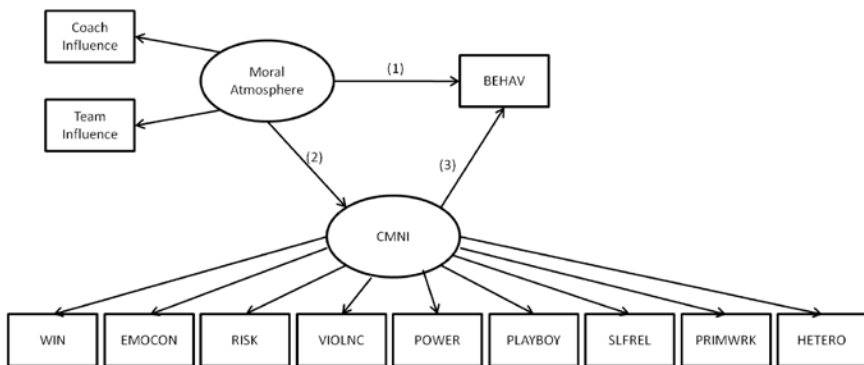 Coach
Influence
Moral
Atmosphere
(1)
BEHAV
Team
Influence
(2)
(3)
CMNI
WIN
EMOCON
RISK
VIOLNC
POWER
PLAYBOY
SLFREL
PRIMWRK
HETERO